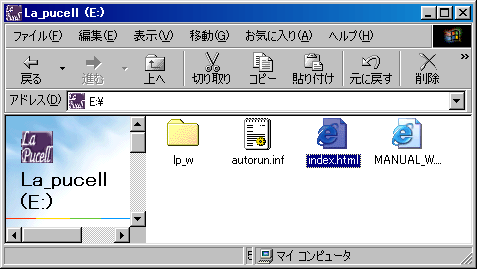 La_pucell (E:)
ファイル(F) 編集(E) 表示(V) 移動(G) お気に入り(A) ヘルプ(H)
戻る 進む 上へ 切り取り コピー 貼り付け 元に戻す 削除
アドレス(D) E:¥
La Pucell
La_pucell
(E:)
lp_w autorun.inf index.html MANUAL_W....
マイ コンピュータ